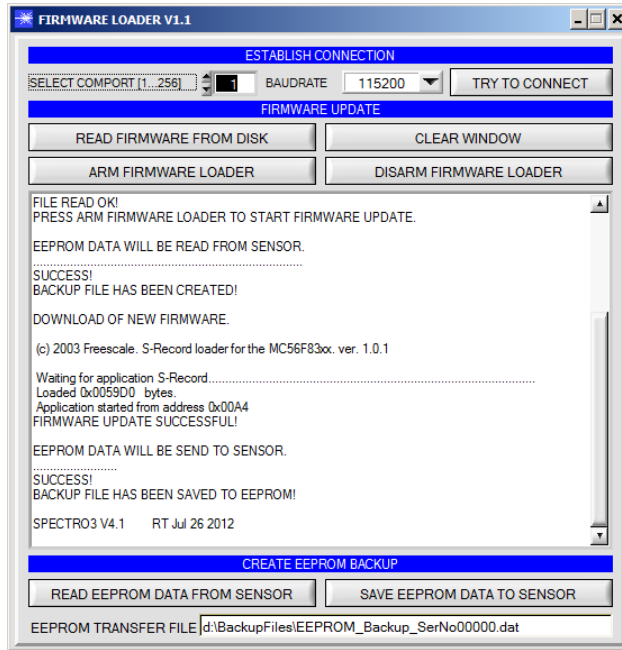 FIRMWARE LOADER V1.1
ESTABLISH CONNECTION
SELECT COMPORT [1...256] 1 BAUDRATE 115200 TRY TO CONNECT
FIRMWARE UPDATE
READ FIRMWARE FROM DISK CLEAR WINDOW
ARM FIRMWARE LOADER DISARM FIRMWARE LOADER
FILE READ OK!
PRESS ARM FIRMWARE LOADER TO START FIRMWARE UPDATE.
EEPROM DATA WILL BE READ FROM SENSOR.
................................................................................
SUCCESS!
BACKUP FILE HAS BEEN CREATED!
DOWNLOAD OF NEW FIRMWARE.
(c) 2003 Freescale. S-Record loader for the MC56F83xx. ver. 1.0.1
Waiting for application S-Record....................................................................................................
Loaded 0x0059D0 bytes.
Application started from address 0x00A4
FIRMWARE UPDATE SUCCESSFUL!
EEPROM DATA WILL BE SEND TO SENSOR.
.........................
SUCCESS!
BACKUP FILE HAS BEEN SAVED TO EEPROM!
SPECTRO3 V4.1 RT Jul 26 2012
CREATE EEPROM BACKUP
READ EEPROM DATA FROM SENSOR SAVE EEPROM DATA TO SENSOR
EEPROM TRANSFER FILE d:\BackupFiles\EEPROM_Backup_SerNo00000.dat